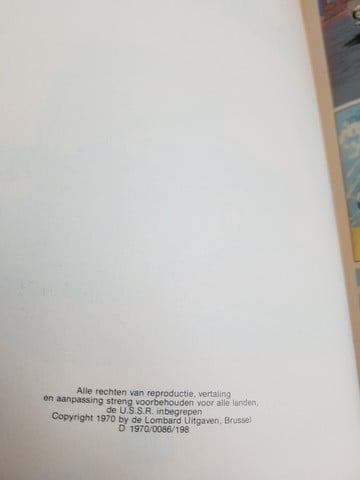 Alle rechten van reproductie, vertaling
en aanpassing streng voorbehouden voor alle landen,
de U.S.S.R. inbegrepen
Copyright 1970 by de Lombard Uitgaven, Brussel
D 1970/0086/198